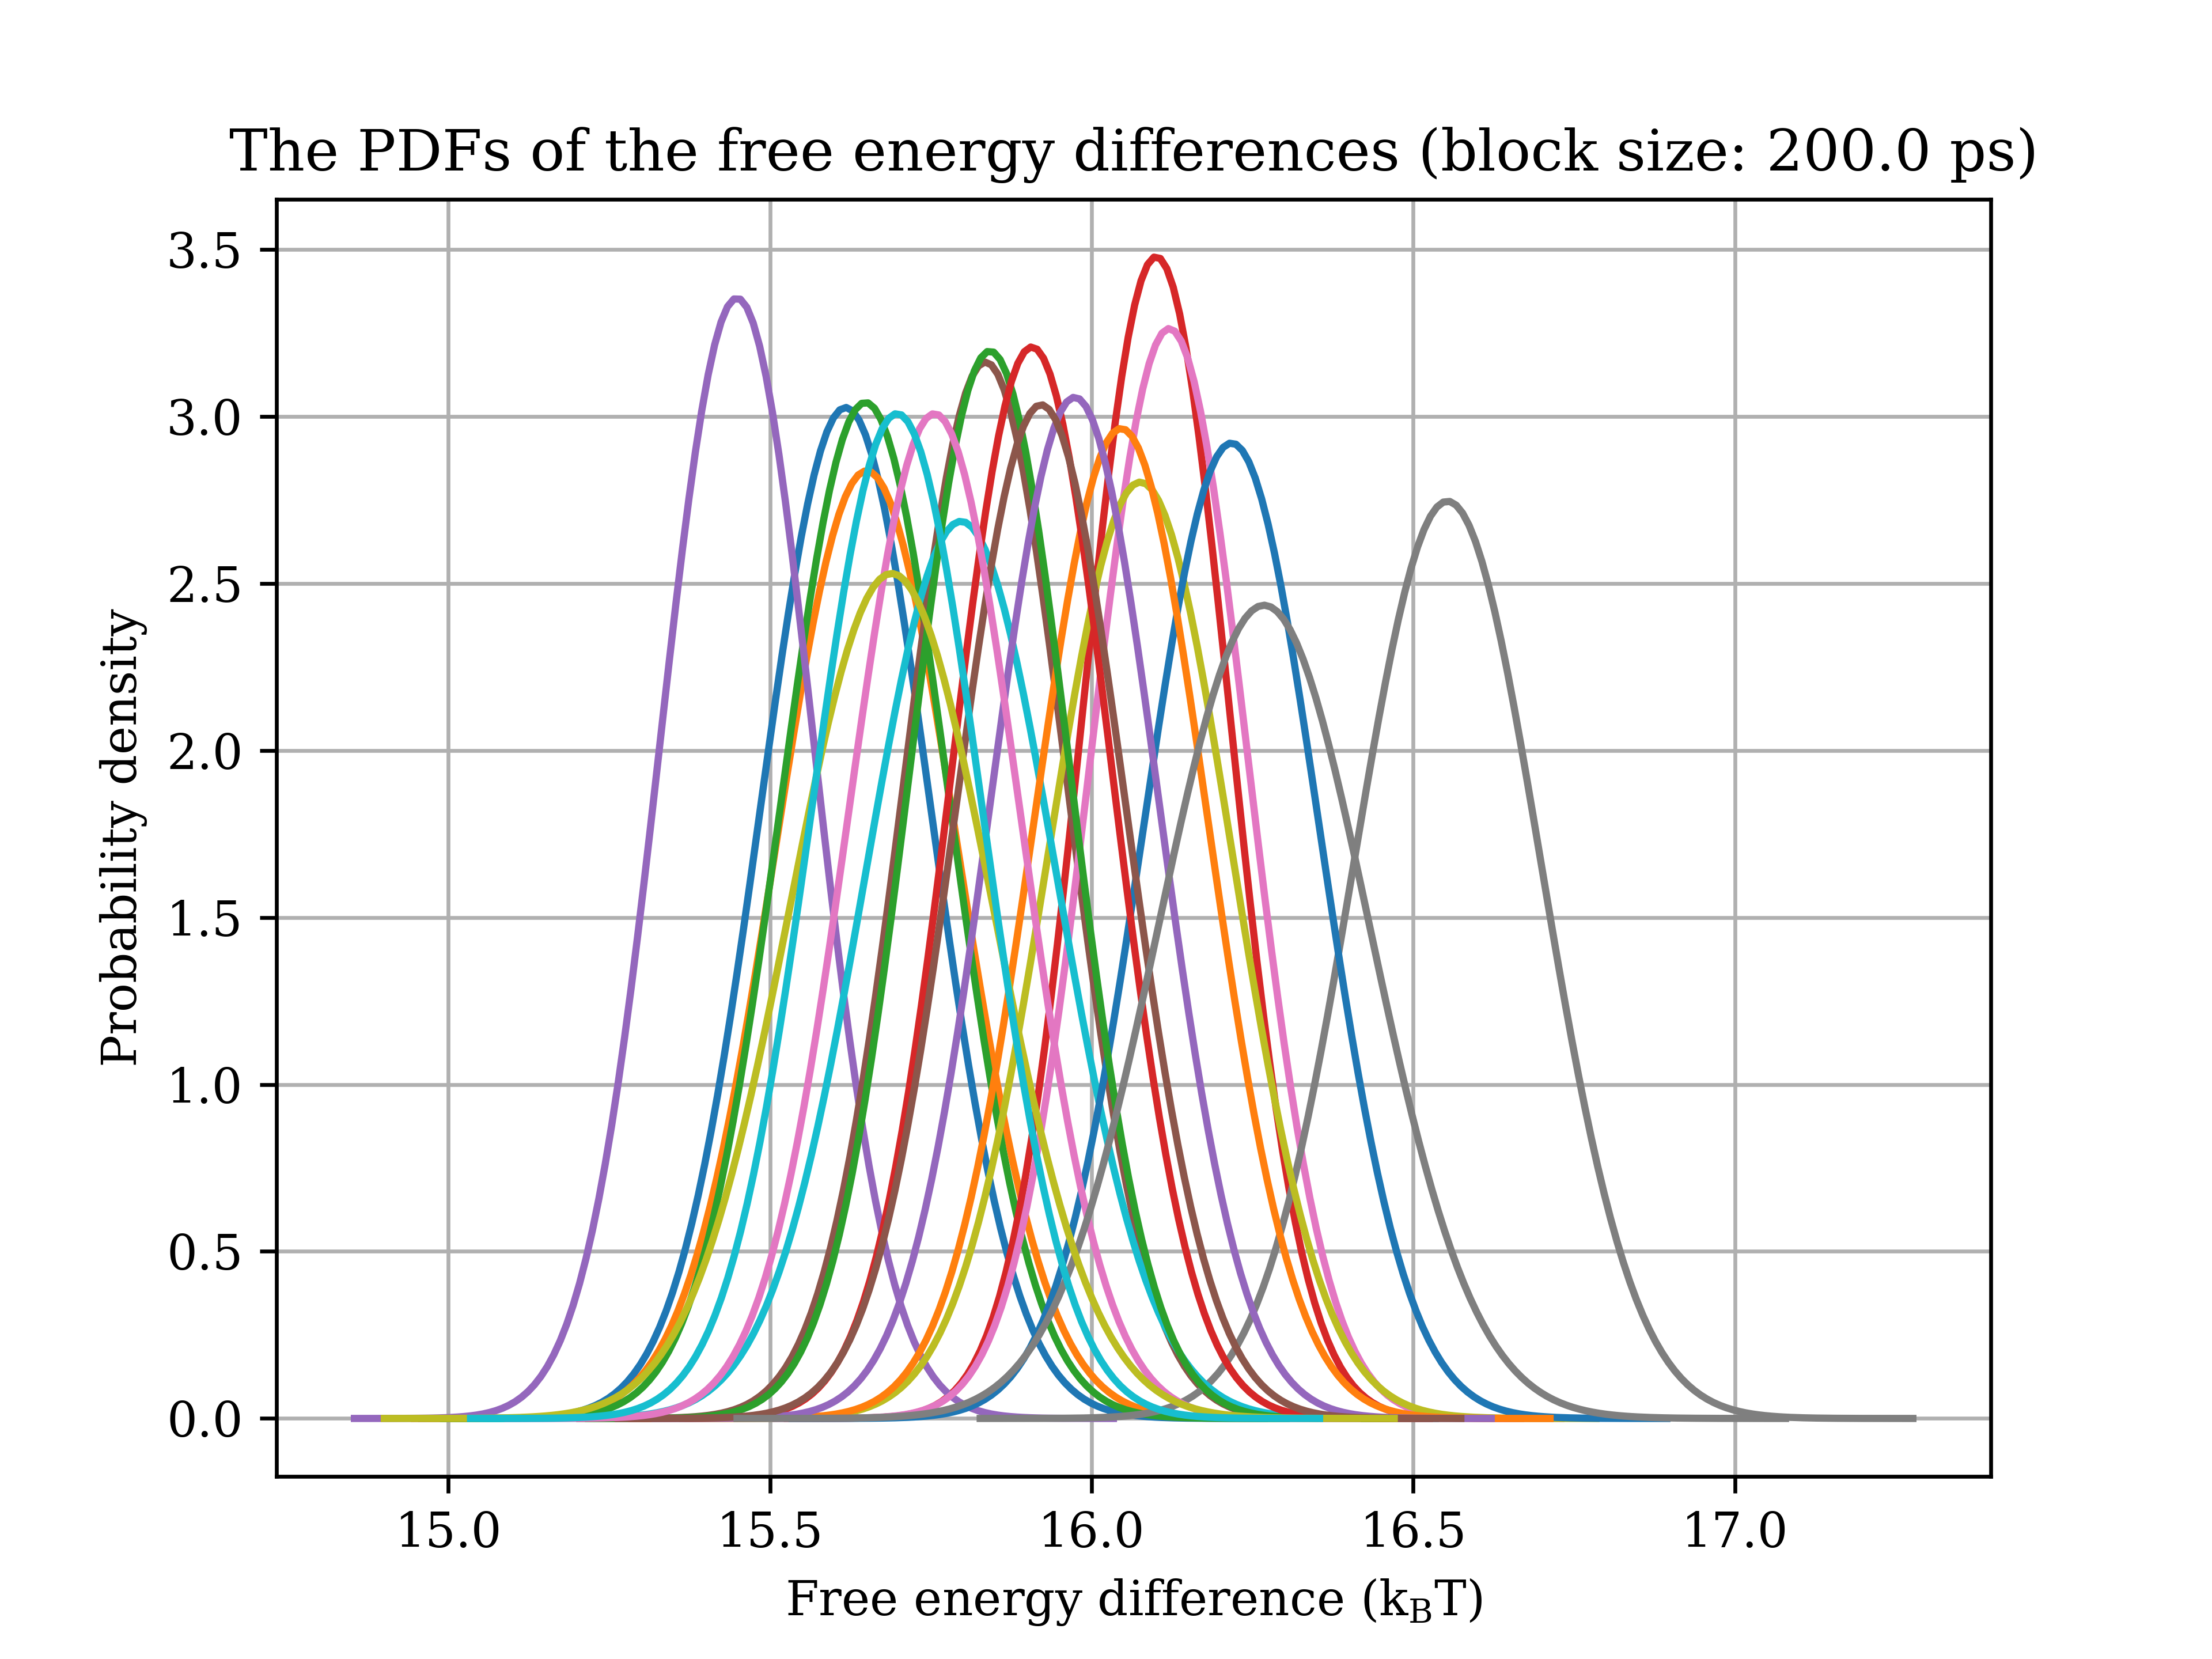 The PDFs of the free energy differences (block size: 200.0 ps)
3.5
3.0
2.5
2.0
1.5
1.0
0.5
0.0
Probability density
15.0 15.5 16.0 16.5 17.0
Free energy difference (k_BT)